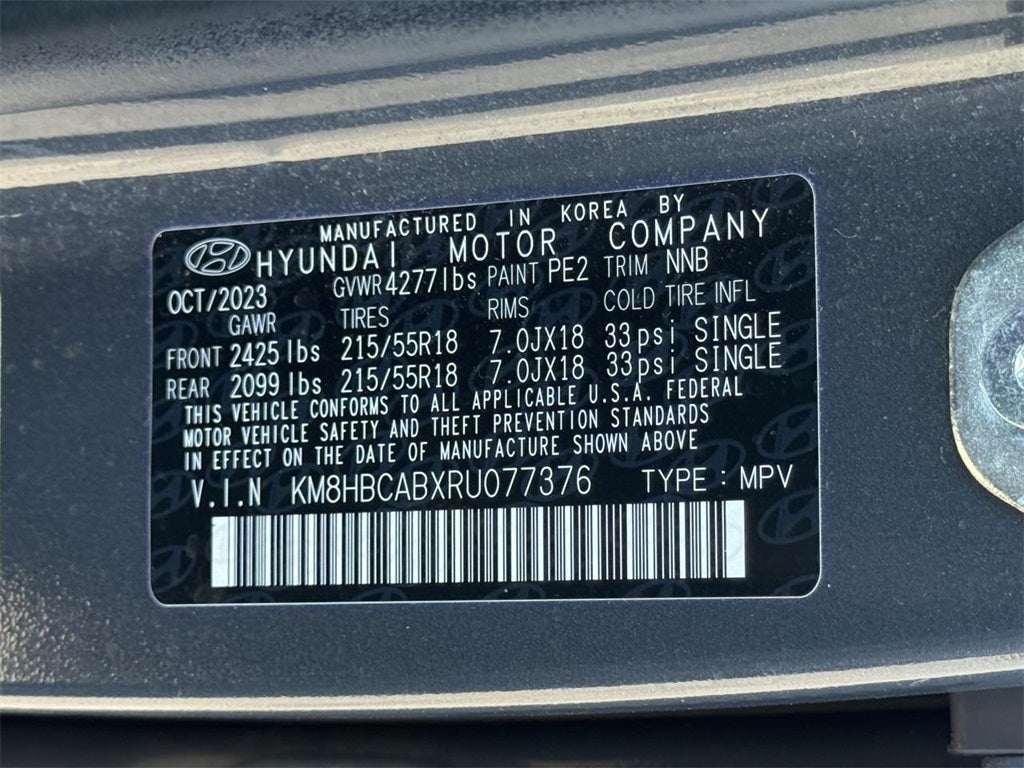 MANUFACTURED IN KOREA BY
HYUNDAI MOTOR COMPANY
OCT/2023 GVWR 4277lbs PAINT PE2 TRIM NNB
GAWR TIRES RIMS COLD TIRE INFL
FRONT 2425lbs 215/55R18 7.0JX18 33psi SINGLE
REAR 2099lbs 215/55R18 7.0JX18 33psi SINGLE
THIS VEHICLE CONFORMS TO ALL APPLICABLE U.S.A. FEDERAL
MOTOR VEHICLE SAFETY AND THEFT PREVENTION STANDARDS
IN EFFECT ON THE DATE OF MANUFACTURE SHOWN ABOVE
V.I.N KM8HBCABXRU077376 TYPE : MPV